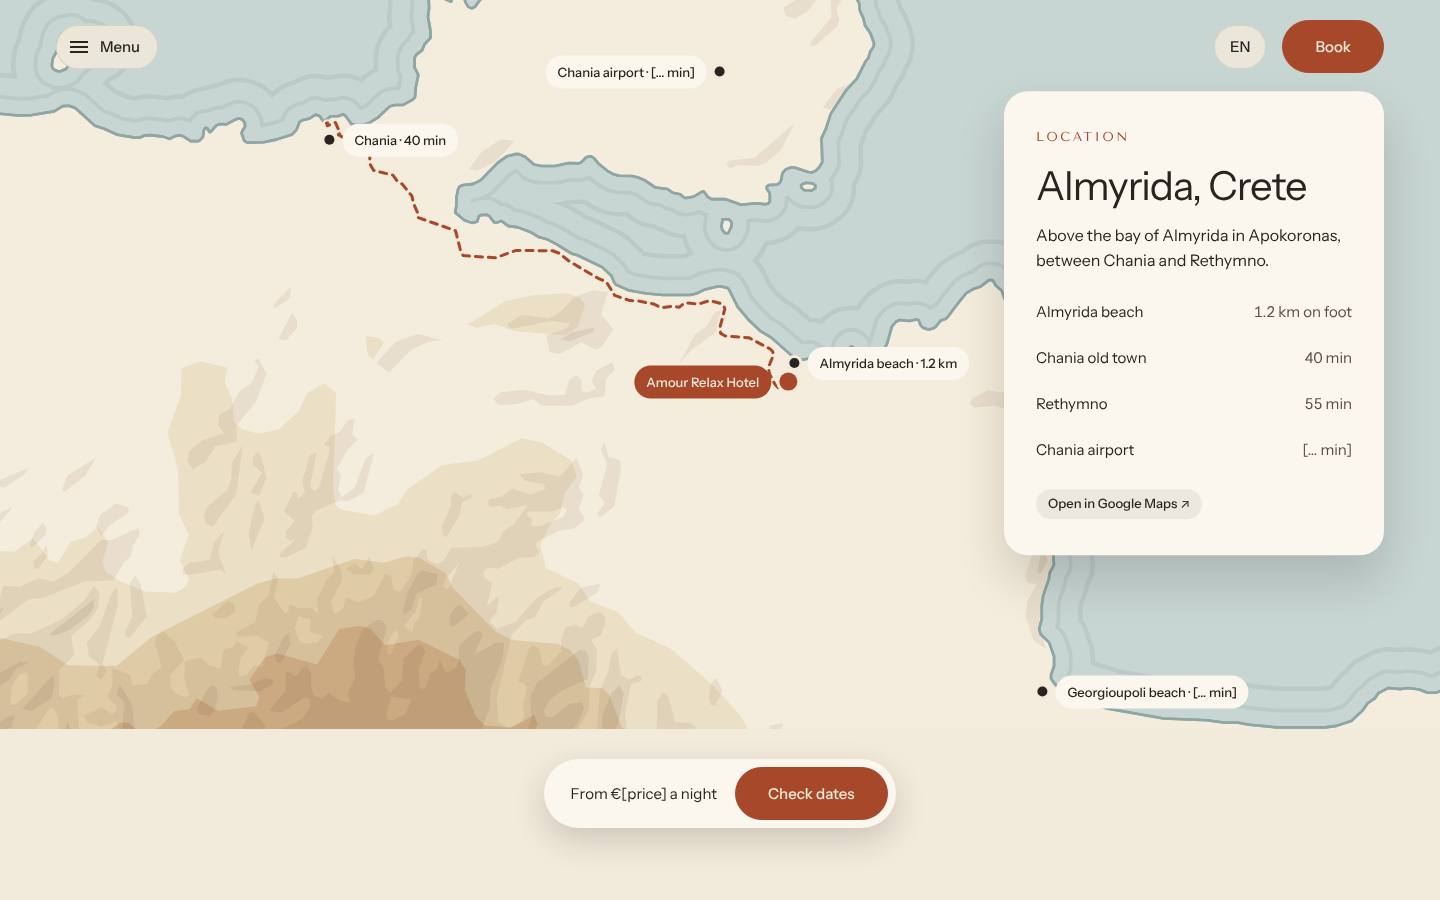 Menu
EN
Book
Chania airport · [... min]
Chania · 40 min
LOCATION
Almyrida, Crete
Above the bay of Almyrida in Apokoronas,
between Chania and Rethymno.
Almyrida beach 1.2 km on foot
Chania old town 40 min
Rethymno 55 min
Chania airport [... min]
Open in Google Maps ↗
Almyrida beach · 1.2 km
Amour Relax Hotel
Georgioupoli beach · [... min]
From €[price] a night
Check dates